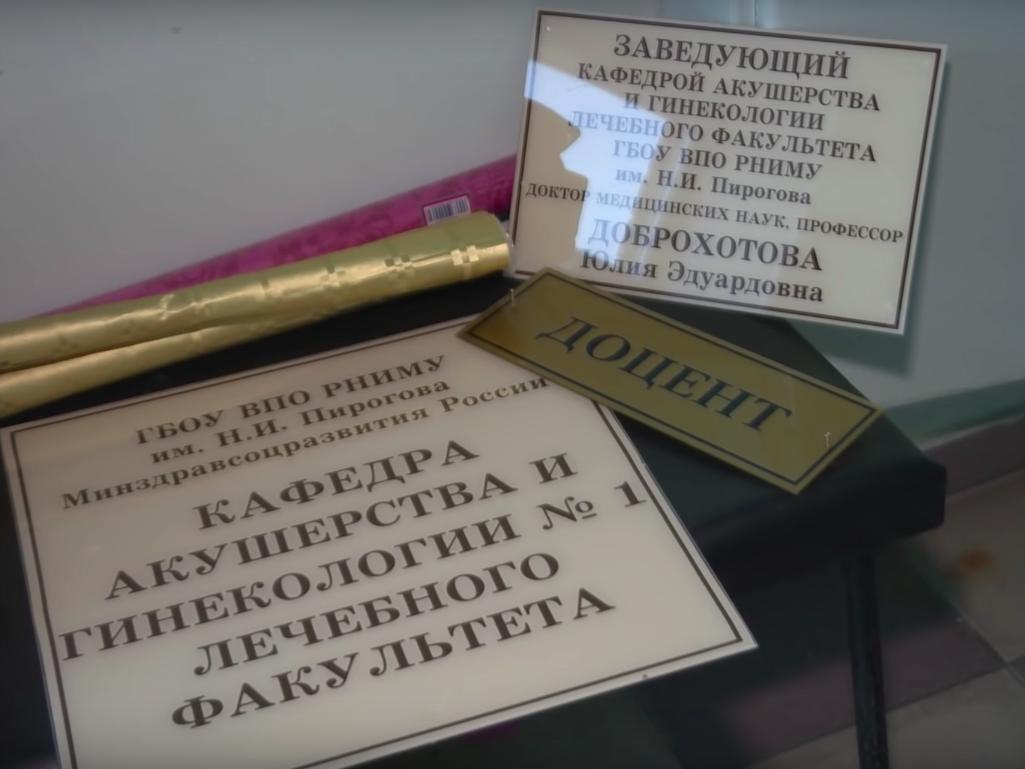 ЗАВЕДУЮЩИЙ
КАФЕДРОЙ АКУШЕРСТВА
И ГИНЕКОЛОГИИ
ЛЕЧЕБНОГО ФАКУЛЬТЕТА
ГБОУ ВПО РНИМУ
им. Н.И. Пирогова
ДОКТОР МЕДИЦИНСКИХ НАУК, ПРОФЕССОР
ДОБРОХОТОВА
Юлия Эдуардовна
ДОЦЕНТ
ГБОУ ВПО РНИМУ
им. Н.И. Пирогова
Минздравсоцразвития России
КАФЕДРА
АКУШЕРСТВА И
ГИНЕКОЛОГИИ № 1
ЛЕЧЕБНОГО
ФАКУЛЬТЕТА